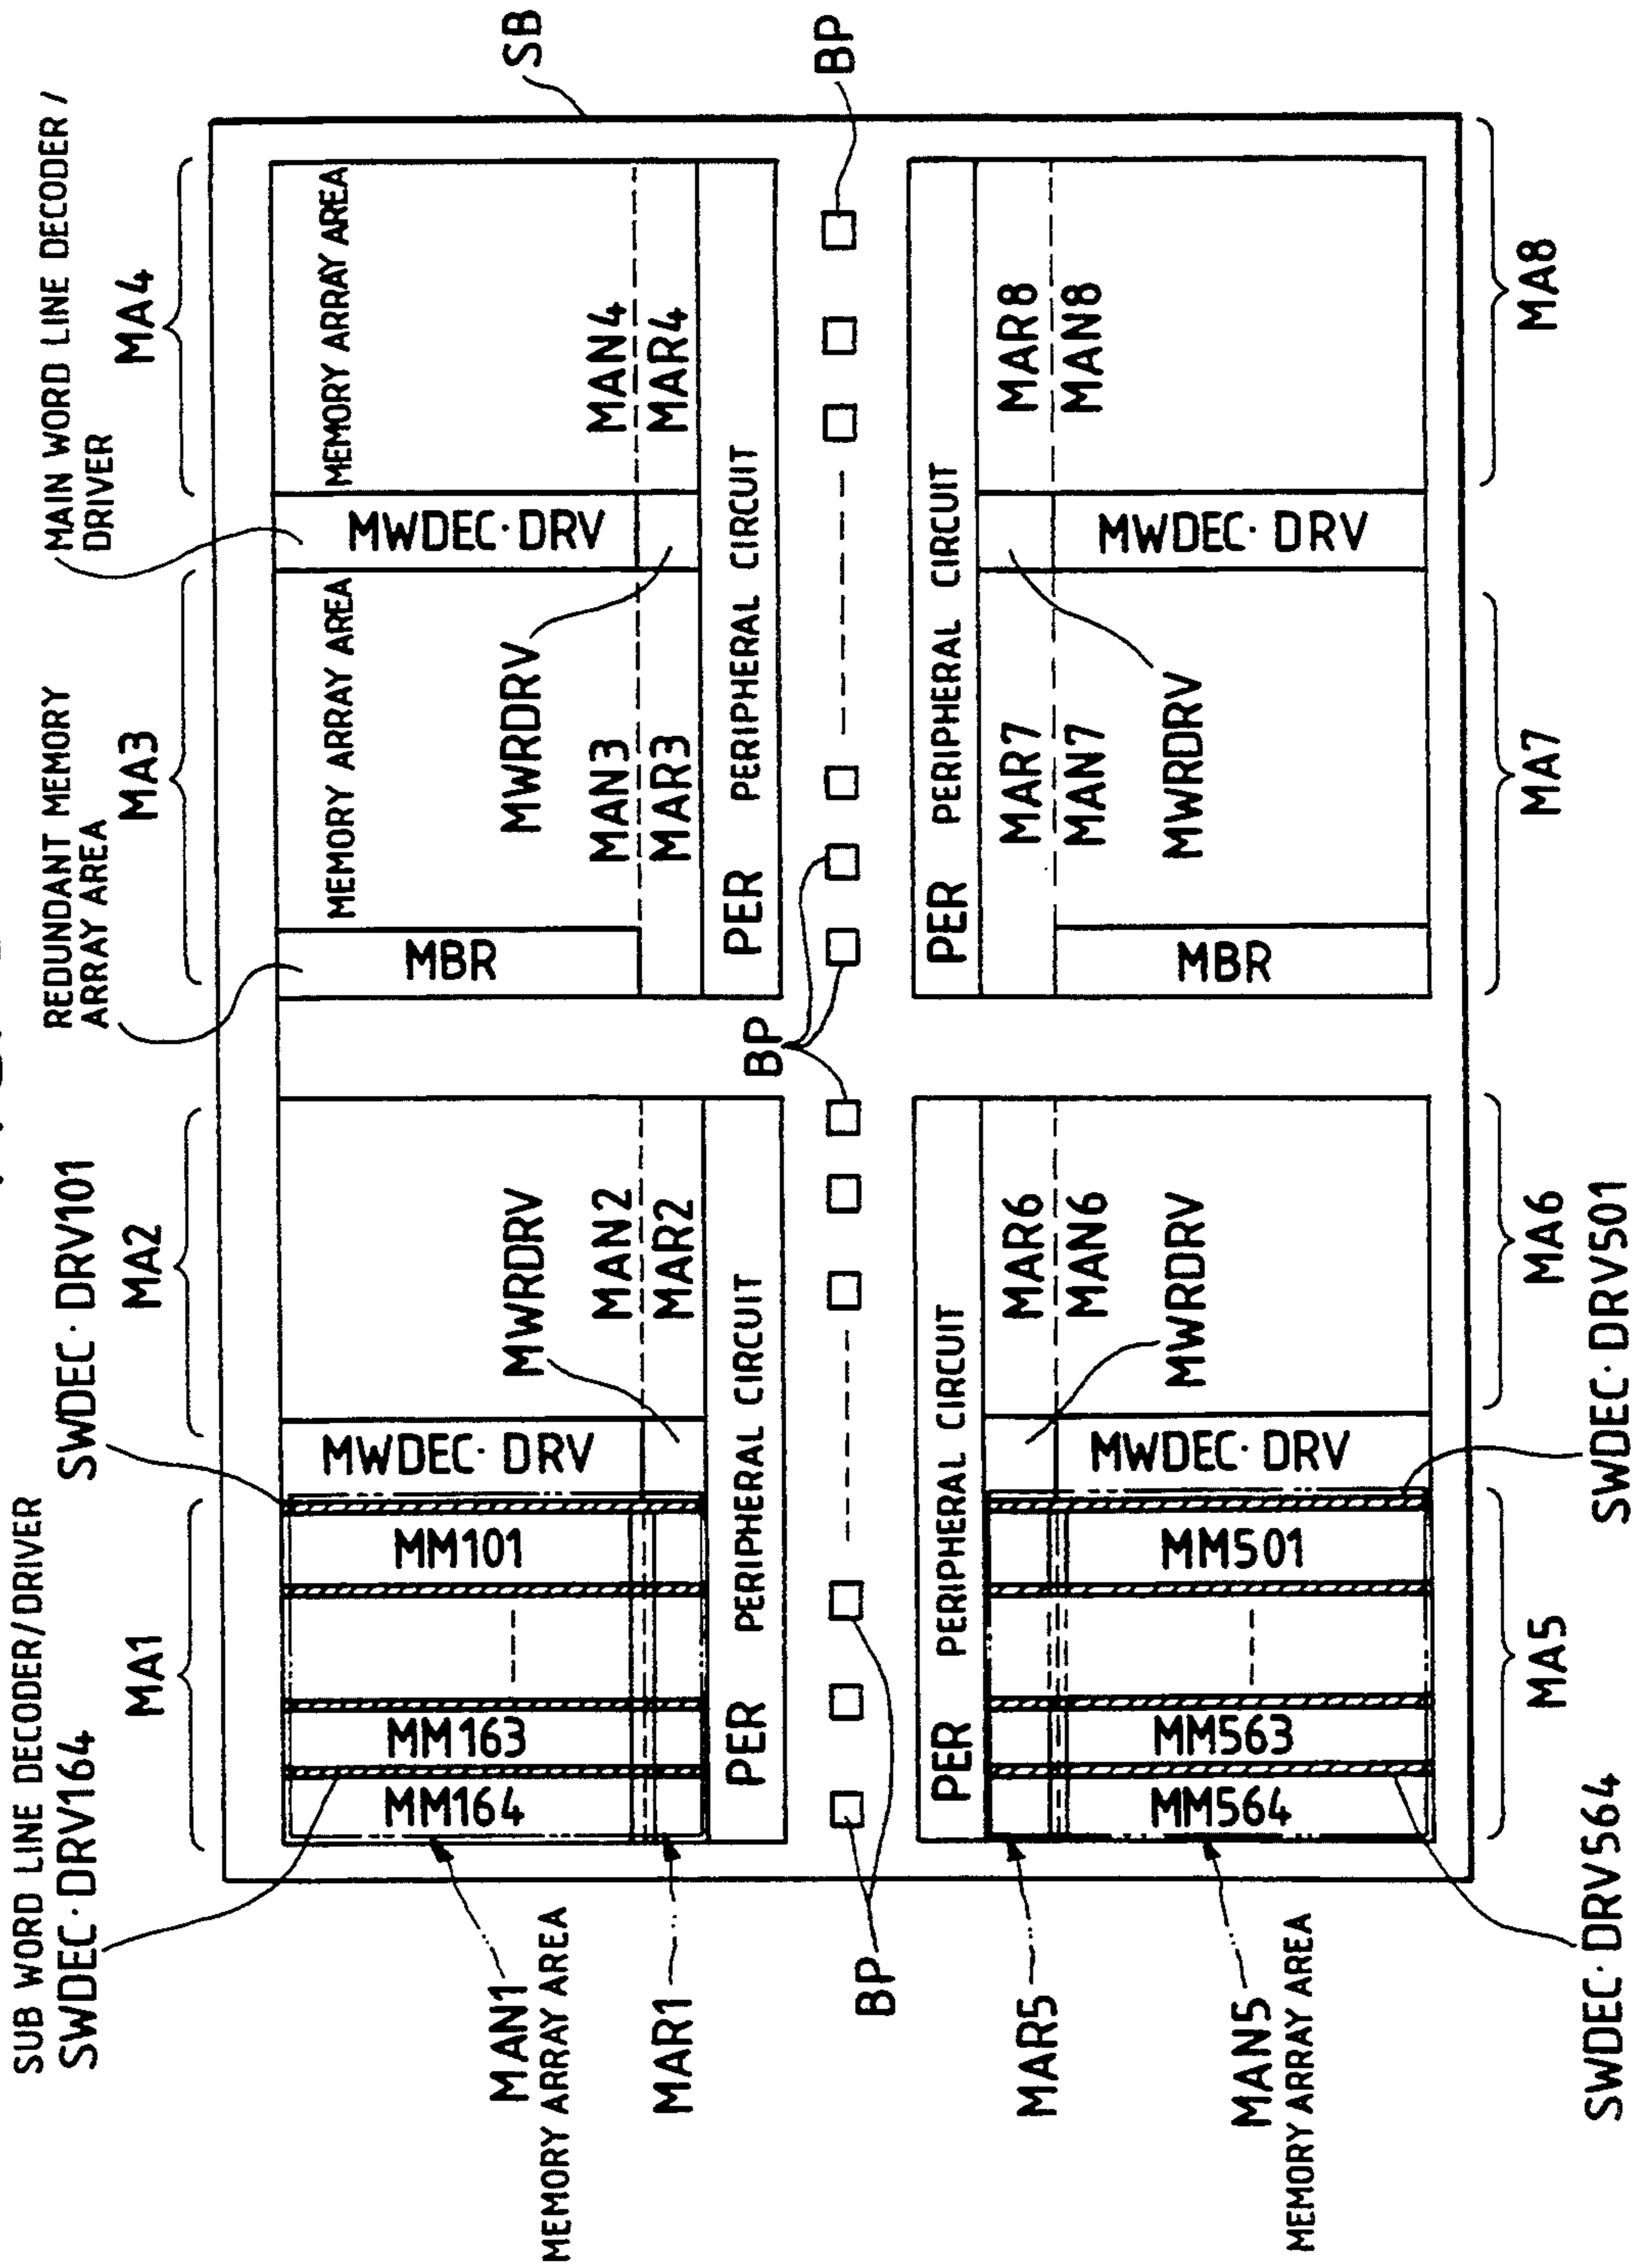 SUB WORD LINE DECODER/DRIVER
SWDEC·DRV164
SWDEC·DRV101
REDUNDANT MEMORY
ARRAY AREA
MAIN WORD LINE DECODER/
DRIVER
MA1
MA2
MA3
MA4
SB
MAN1
MEMORY ARRAY AREA
MAR1
MM164
MM163
MM101
MWDEC·DRV
MWRDRV
MAN2
MAR2
MBR
MEMORY ARRAY AREA
MWRDRV
MAN3
MAR3
MWDEC·DRV
MEMORY ARRAY AREA
MAN4
MAR4
PER
PERIPHERAL CIRCUIT
PER
PERIPHERAL CIRCUIT
BP
BP
BP
PER
PERIPHERAL CIRCUIT
PER
PERIPHERAL CIRCUIT
MAR5
MAN5
MEMORY ARRAY AREA
MM564
MM563
MM501
MWDEC·DRV
MAR6
MAN6
MWRDRV
MBR
MAR7
MAN7
MWRDRV
MWDEC·DRV
MAR8
MAN8
MA5
MA6
MA7
MA8
SWDEC·DRV564
SWDEC·DRV501